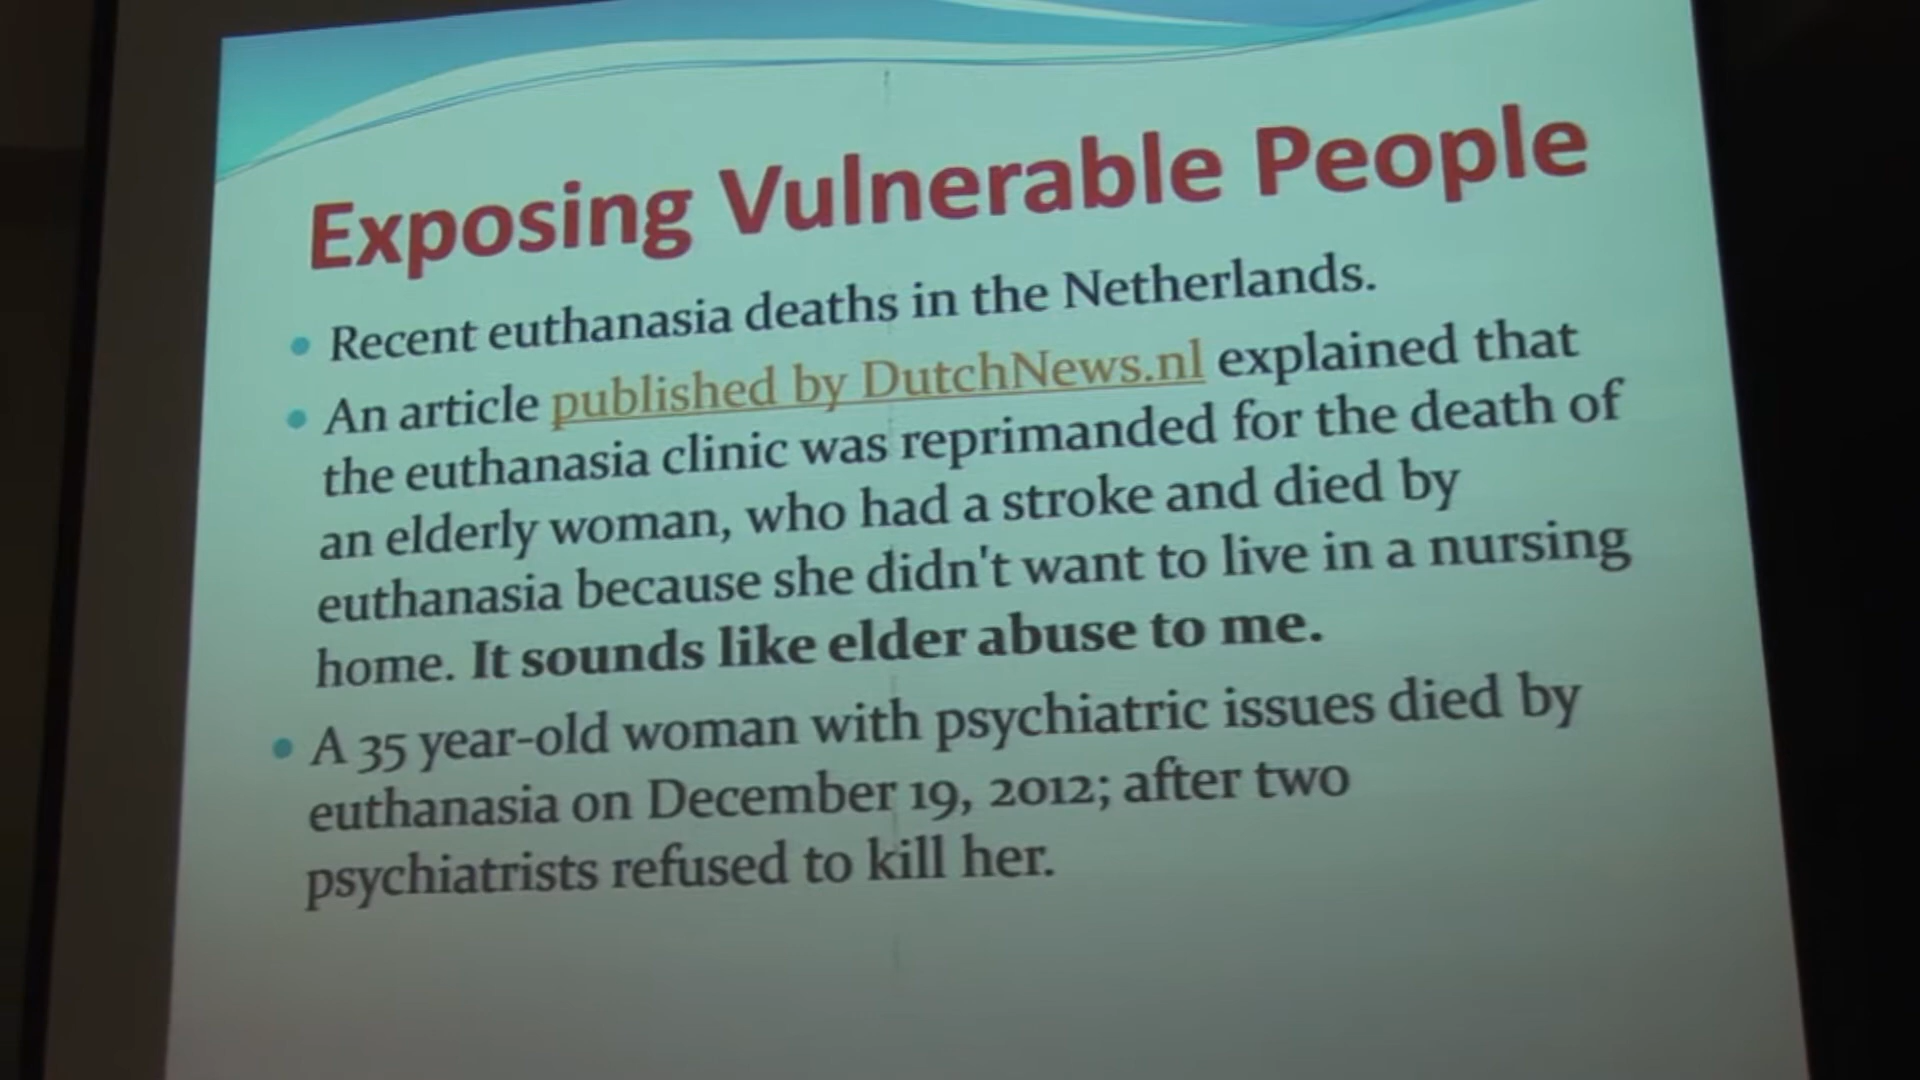 Exposing Vulnerable People
• Recent euthanasia deaths in the Netherlands.
• An article published by DutchNews.nl explained that
the euthanasia clinic was reprimanded for the death of
an elderly woman, who had a stroke and died by
euthanasia because she didn't want to live in a nursing
home. It sounds like elder abuse to me.
• A 35 year-old woman with psychiatric issues died by
euthanasia on December 19, 2012; after two
psychiatrists refused to kill her.